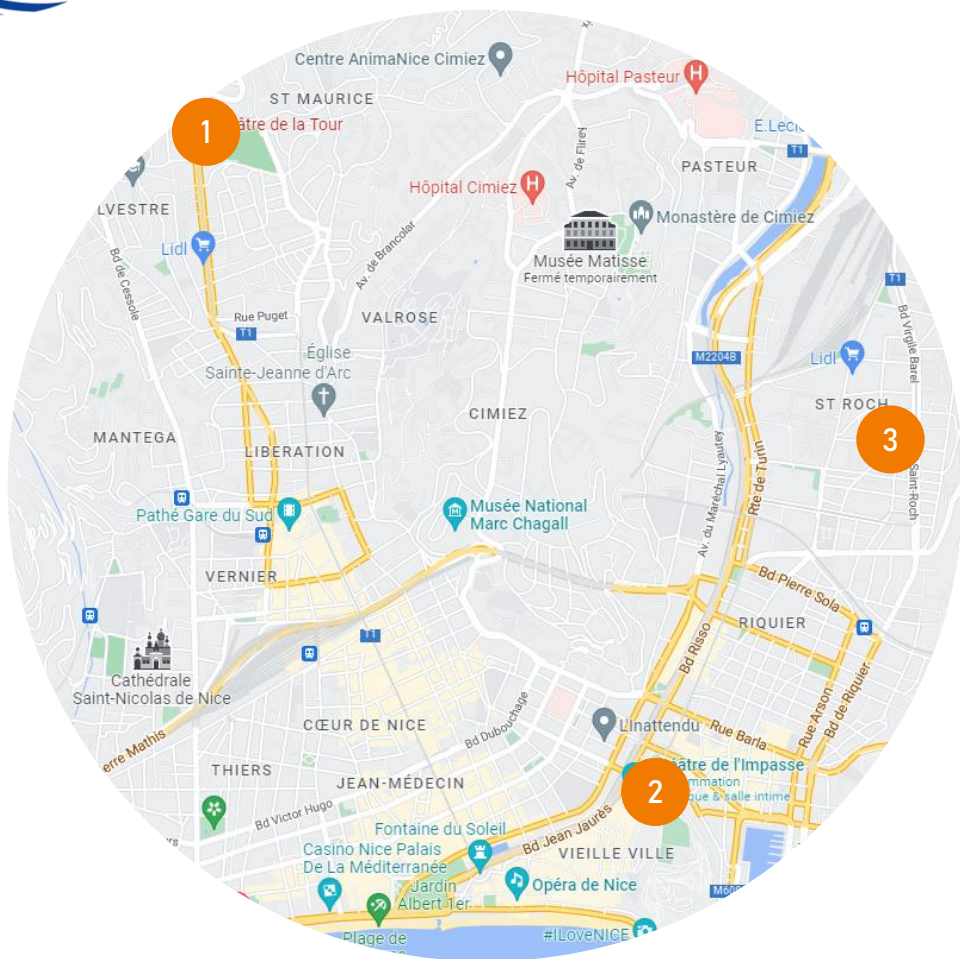 Centre AnimaNice Cimiez
Hôpital Pasteur
ST MAURICE
1
âtre de la Tour
E.Lecl
T1
PASTEUR
Av. de Flirey
Hôpital Cimiez
LVESTRE
Monastère de Cimiez
Lidl
Bd de Cessole
Av. de Brancolar
Musée Matisse
Fermé temporairement
T1
Rue Puget
T1
VALROSE
Bd Virgile Barel
Église
Sainte-Jeanne d'Arc
M2204B
Lidl
ST ROCH
CIMIEZ
MANTEGA
LIBERATION
3
Saint-Roch
Rte de Turin
Av. du Maréchal Lyautey
Pathé Gare du Sud
Musée National
Marc Chagall
VERNIER
Bd Pierre Sola
RIQUIER
T1
Bd Risso
Cathédrale
Saint-Nicolas de Nice
Bd de Riquier
Rue Arson
Bd Dubouchage
CŒUR DE NICE
L'Inattendu
Rue Barla
erre Mathis
THIERS
âtre de l'Impasse
mmation
que & salle intime
2
JEAN-MÉDECIN
Bd Victor Hugo
Bd Jean Jaurès
Fontaine du Soleil
VIEILLE VILLE
Casino Nice Palais
De La Méditerranée
Jardin
Albert 1er
Opéra de Nice
#ILoveNICE
Plage de